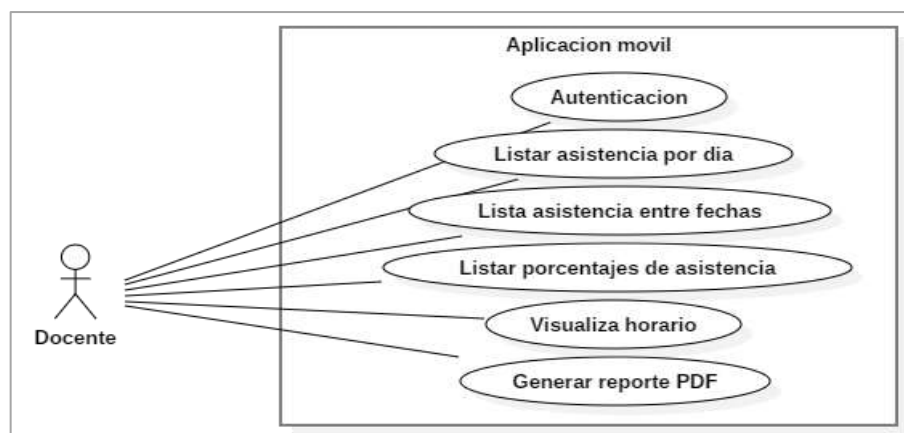 Aplicacion movil
Autenticacion
Listar asistencia por dia
Lista asistencia entre fechas
Listar porcentajes de asistencia
Visualiza horario
Docente
Generar reporte PDF